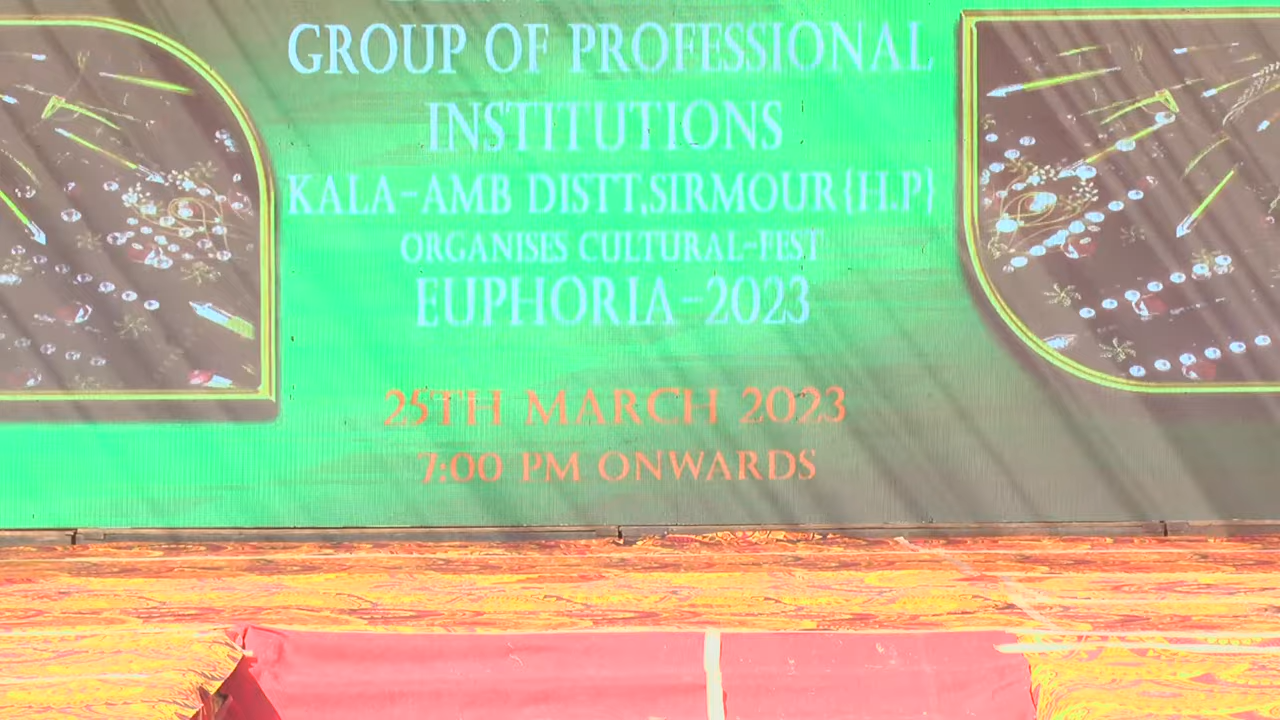 GROUP OF PROFESSIONAL
INSTITUTIONS
KALA-AMB DISTT,SIRMOUR{H.P}
ORGANISES CULTURAL-FEST
EUPHORIA-2023
25TH MARCH 2023
7:00 PM ONWARDS